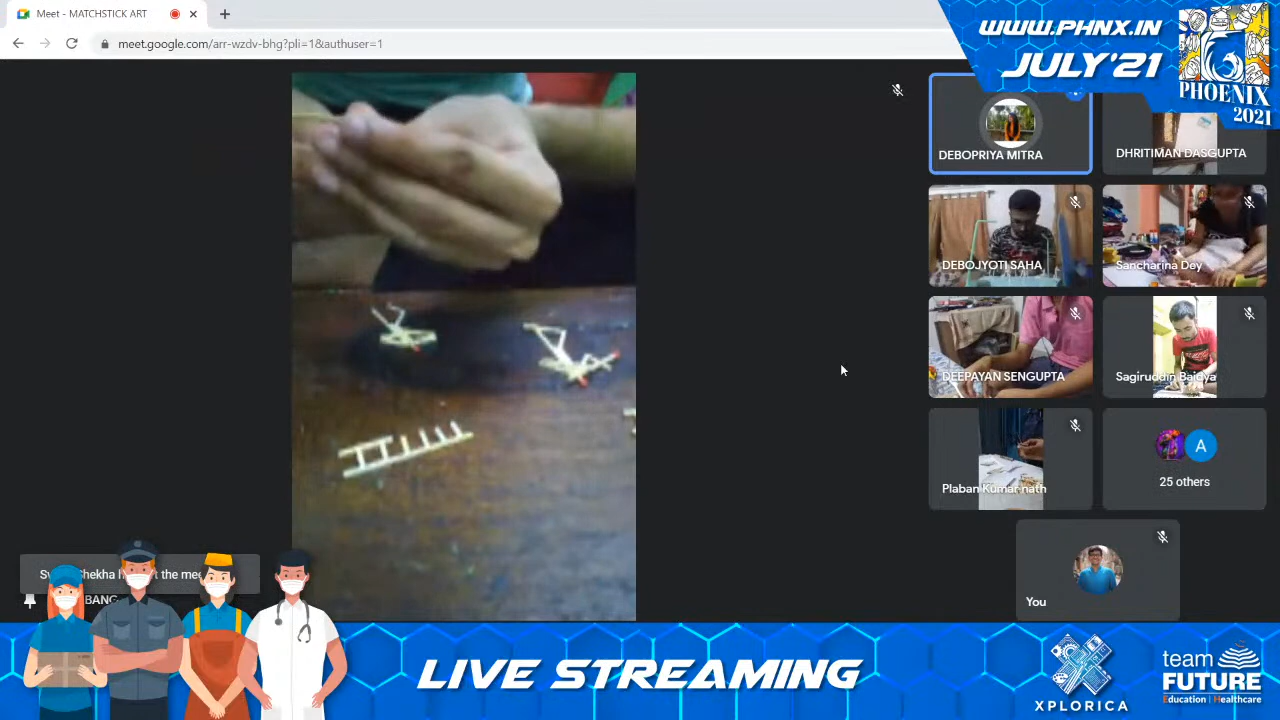 Meet - MATCHSTICK ART
meet.google.com/arr-wzdv-bhg?pli=1&authuser=1
WWW.PHNX.IN
JULY'21
PHOENIX
2021
DEBOPRIYA MITRA
DHRITIMAN DASGUPTA
DEBOJYOTI SAHA
Sancharina Dey
DEEPAYAN SENGUPTA
Sagiruddin Baidya
Plaban Kumar nath
A
25 others
You
the
BANG
LIVE STREAMING
XPLORICA
team
FUTURE
Education | Healthcare